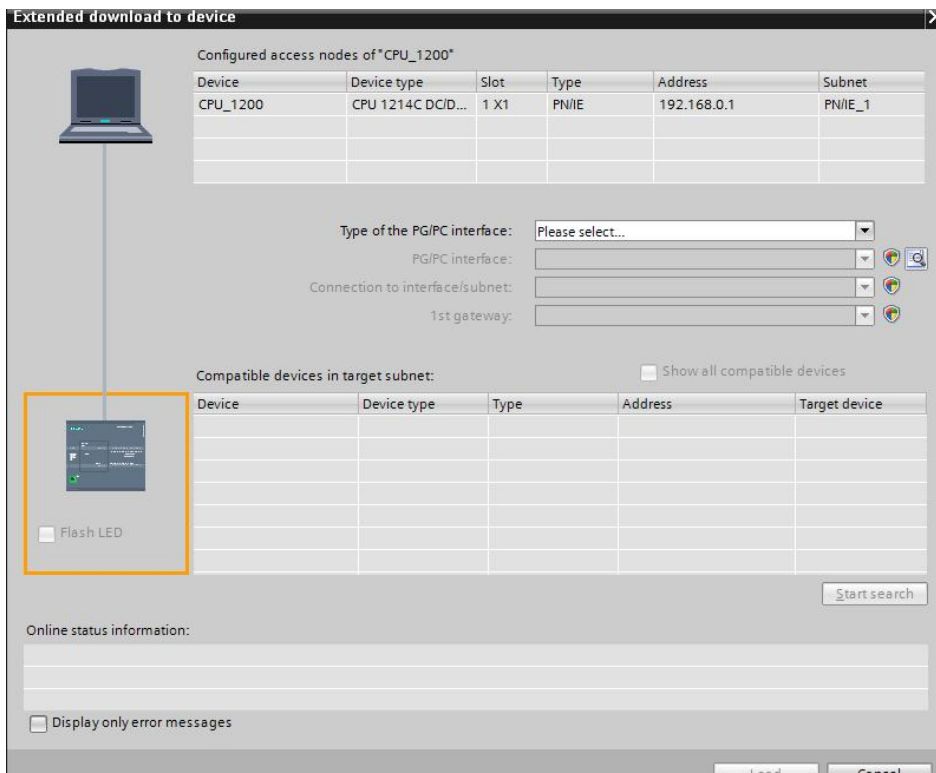 Extended download to device
Configured access nodes of "CPU_1200"
Device Device type Slot Type Address Subnet
CPU_1200 CPU 1214C DC/D... 1 X1 PN/IE 192.168.0.1 PN/IE_1
Type of the PG/PC interface: Please select...
PG/PC interface:
Connection to interface/subnet:
1st gateway:
Compatible devices in target subnet: Show all compatible devices
Device Device type Type Address Target device
Flash LED
Start search
Online status information:
Display only error messages
Load Cancel